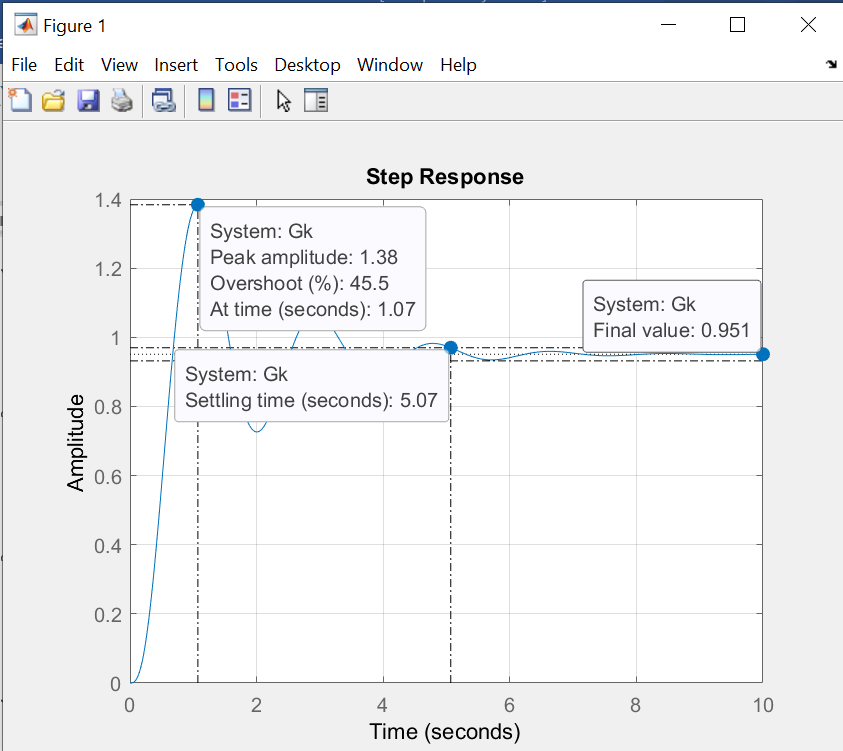 Figure 1
File Edit View Insert Tools Desktop Window Help
Step Response
1.4
1.2
1
0.8
0.6
0.4
0.2
0
Amplitude
System: Gk
Peak amplitude: 1.38
Overshoot (%): 45.5
At time (seconds): 1.07
System: Gk
Final value: 0.951
System: Gk
Settling time (seconds): 5.07
0 2 4 6 8 10
Time (seconds)